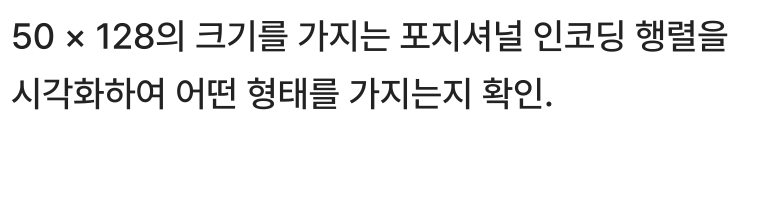 50 × 128의 크기를 가지는 포지셔널 인코딩 행렬을
시각화하여 어떤 형태를 가지는지 확인.